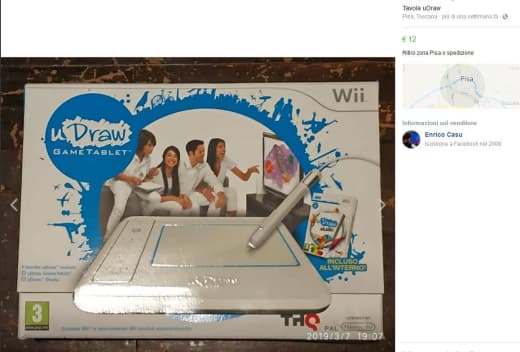 Tavola uDraw
Pisa, Toscana · più di una settimana fa ·
€ 12
Ritiro zona Pisa e spedizione
Pisa
Informazioni sul venditore
Enrico Casu
Iscrizione a Facebook nel 2009
Wii
uDraw
GAMETABLET
uDraw
studio
INCLUSO
ALL'INTERNO!
3
THQ
PAL
2019/3/7 19:07